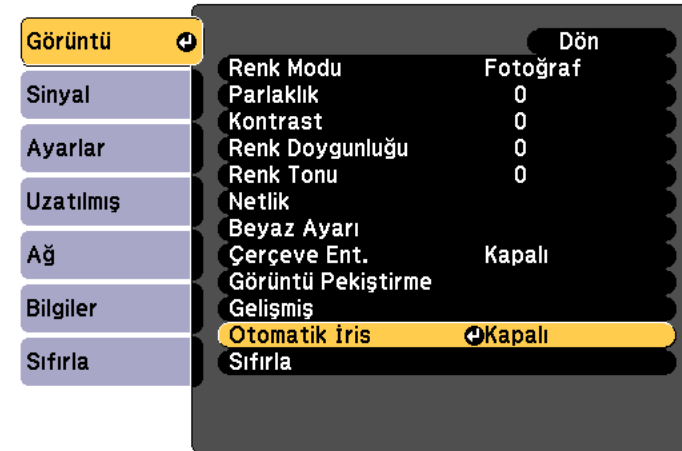 Görüntü
Sinyal
Ayarlar
Uzatılmış
Ağ
Bilgiler
Sıfırla
Dön
Renk Modu Fotoğraf
Parlaklık 0
Kontrast 0
Renk Doygunluğu 0
Renk Tonu 0
Netlik
Beyaz Ayarı
Çerçeve Ent. Kapalı
Görüntü Pekiştirme
Gelişmiş
Otomatik İris Kapalı
Sıfırla